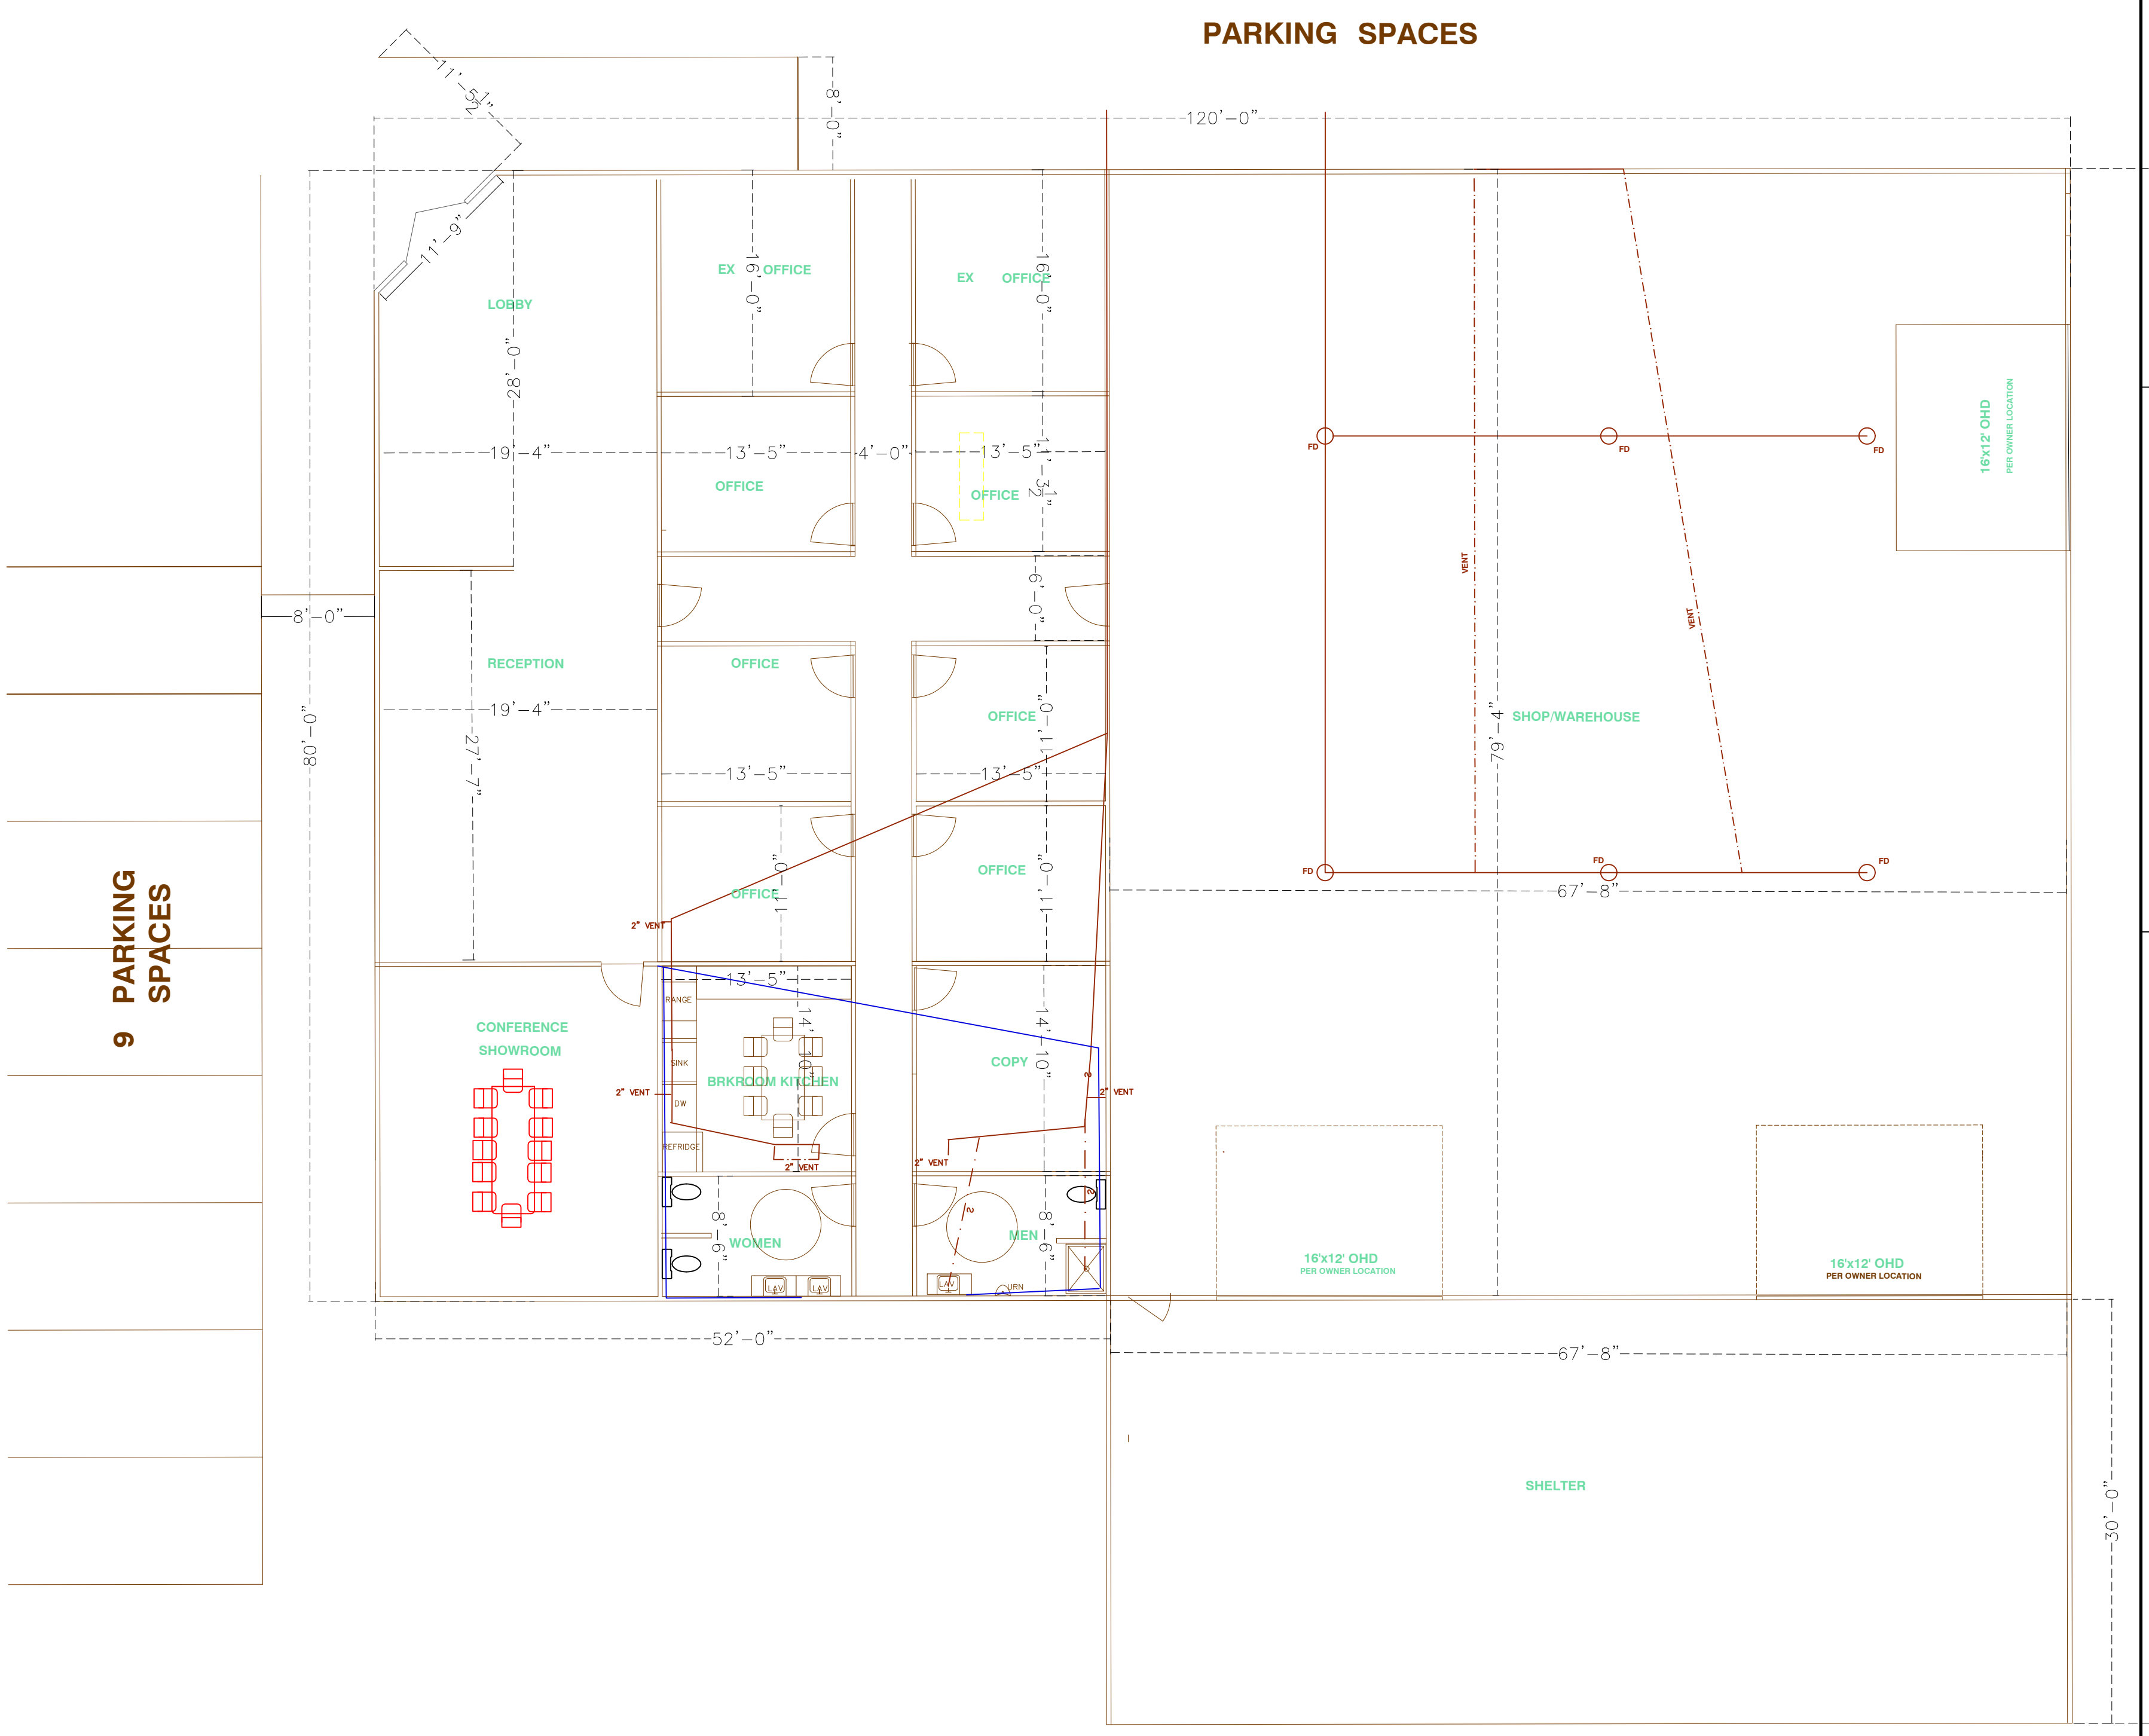 PARKING SPACES
11'-5 1/2"
8'-0"
120'-0"
11'-9"
EX OFFICE
16'-0"
EX OFFICE
16'-0"
LOBBY
28'-0"
16'x12' OHD
PER OWNER LOCATION
FD
FD
FD
19'-4"
13'-5"
4'-0"
13'-5"
11'-3 1/2"
OFFICE
OFFICE
VENT
VENT
6'-0"
8'-0"
RECEPTION
OFFICE
19'-4"
OFFICE
11'-0"
SHOP/WAREHOUSE
79'-4"
80'-0"
27'-7"
13'-5"
13'-5"
FD
FD
FD
67'-8"
OFFICE
11'-0"
OFFICE
11'-0"
2" VENT
9 PARKING
SPACES
13'-5"
RANGE
CONFERENCE
SHOWROOM
SINK
14'-10"
BRKROOM KITCHEN
COPY
14'-10"
S
2" VENT
2" VENT
DW
REFRIDGE
2" VENT
2" VENT
S
S
8'-6"
WOMEN
8'-6"
MEN
LAV
LAV
LAV
URN
16'x12' OHD
PER OWNER LOCATION
16'x12' OHD
PER OWNER LOCATION
52'-0"
67'-8"
SHELTER
30'-0"